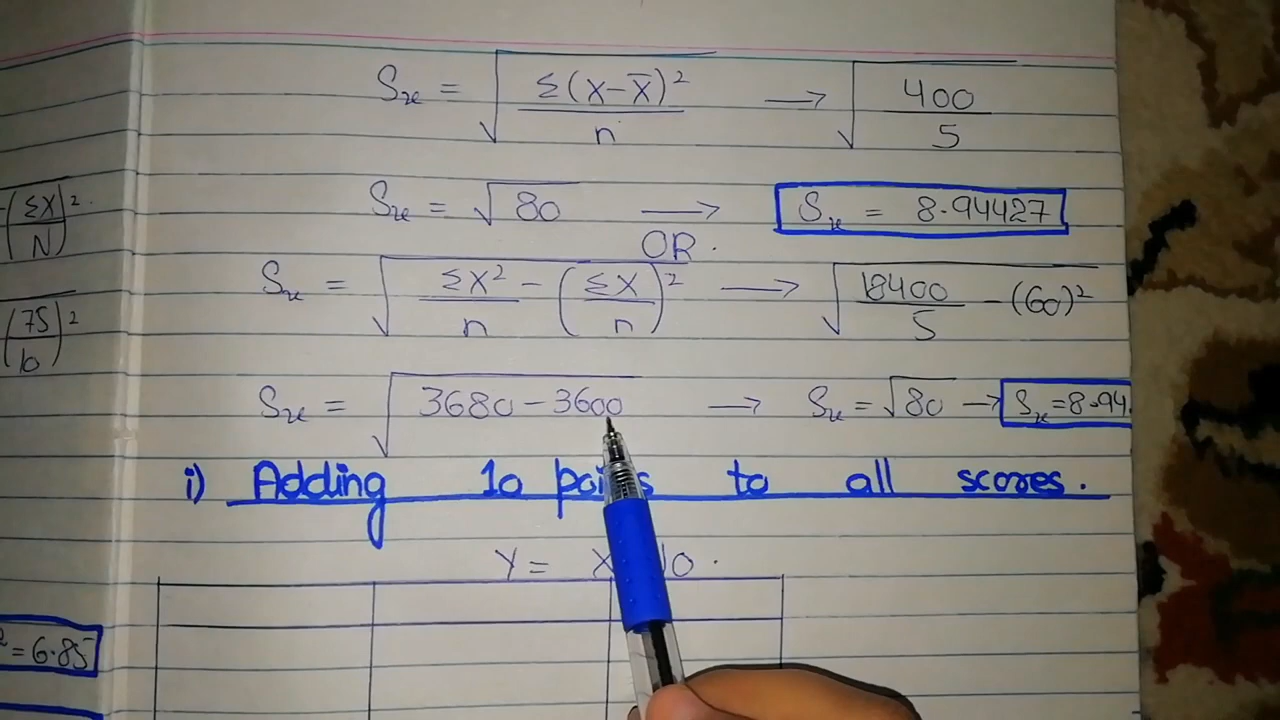 Sx = √(Σ(X-X̄)²/n) → √(400/5)
Sx = √80 → Sx = 8.94427
OR.
Sx = √(ΣX²/n - (ΣX/n)²) → √(18400/5 - (60)²)
Sx = √(3680-3600) → Sx = √80 → Sx=8.94
i) Adding 10 poi s to all scores.
Y = X 10.
(ΣX/N)²
(75/10)²
² = 6.85